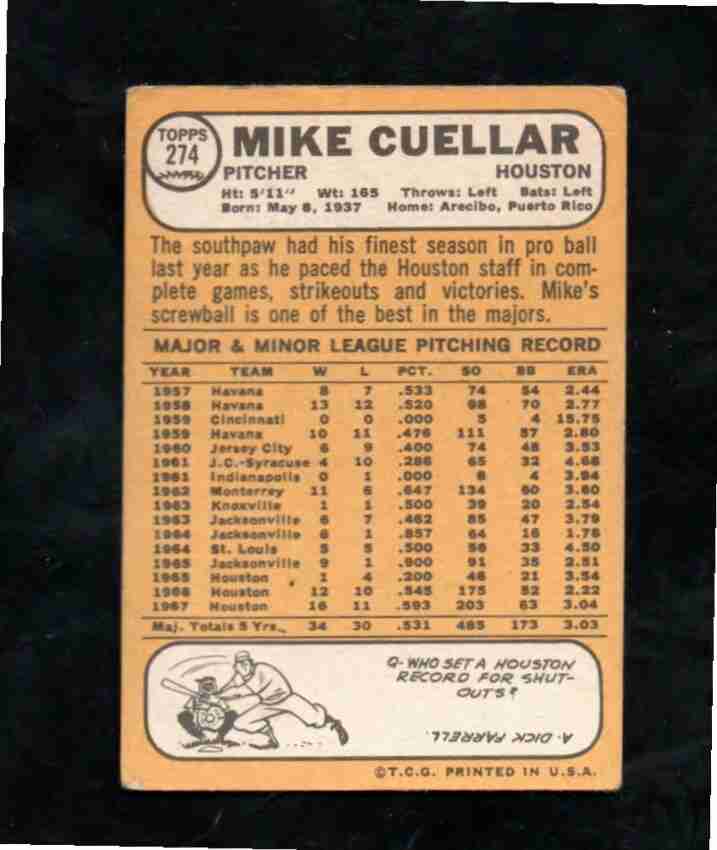 TOPPS
274
MIKE CUELLAR
PITCHER HOUSTON
Ht: 5'11" Wt: 165 Throws: Left Bats: Left
Born: May 8, 1937 Home: Arecibo, Puerto Rico
The southpaw had his finest season in pro ball
last year as he paced the Houston staff in com-
plete games, strikeouts and victories. Mike's
screwball is one of the best in the majors.
MAJOR & MINOR LEAGUE PITCHING RECORD
YEAR TEAM W L PCT. SO BB ERA
1957 Havana 8 7 .533 74 54 2.44
1958 Havana 13 12 .520 98 70 2.77
1959 Cincinnati 0 0 .000 5 4 15.75
1959 Havana 10 11 .476 111 57 2.80
1960 Jersey City 6 9 .400 74 48 3.53
1961 J.C.-Syracuse 4 10 .286 65 32 4.66
1961 Indianapolis 0 1 .000 6 4 3.94
1962 Monterrey 11 6 .647 134 60 3.60
1963 Knoxville 1 1 .500 39 20 2.54
1963 Jacksonville 6 7 .462 85 47 3.79
1964 Jacksonville 6 1 .857 64 16 1.78
1964 St. Louis 5 5 .500 56 33 4.50
1965 Jacksonville 9 1 .900 91 35 2.51
1965 Houston 1 4 .200 46 21 3.54
1966 Houston 12 10 .545 175 52 2.22
1967 Houston 16 11 .593 203 63 3.04
Maj. Totals 5 Yrs. 34 30 .531 485 173 3.03
Q- WHO SET A HOUSTON
RECORD FOR SHUT-
OUTS?
A- DICK FARRELL.
©T.C.G. PRINTED IN U.S.A.